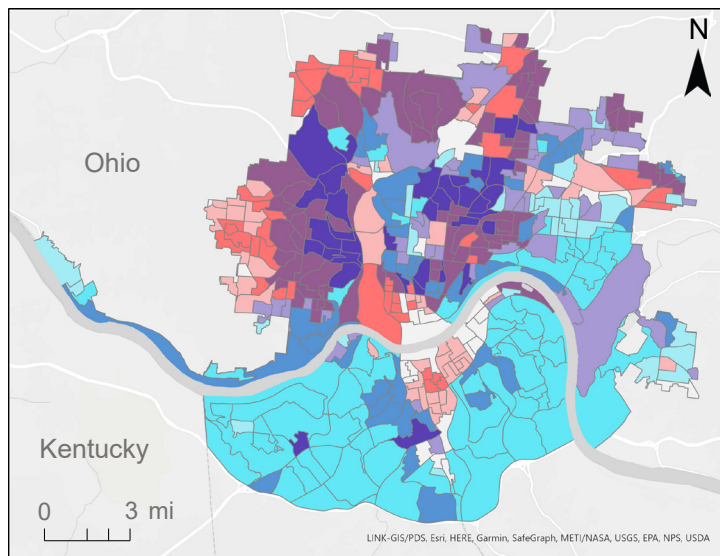 N
Ohio
Kentucky
0 3 mi
LINK-GIS/PDS, Esri, HERE, Garmin, SafeGraph, METI/NASA, USGS, EPA, NPS, USDA